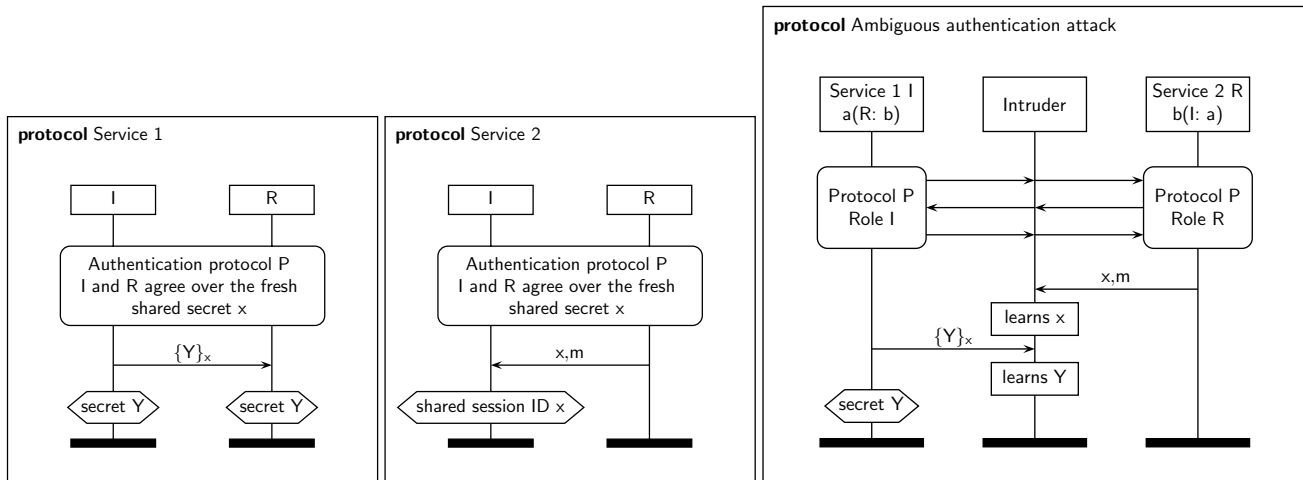 protocol Service 1
I
R
Authentication protocol P
I and R agree over the fresh
shared secret x
{Y}x
secret Y
secret Y
protocol Service 2
I
R
Authentication protocol P
I and R agree over the fresh
shared secret x
x,m
shared session ID x
protocol Ambiguous authentication attack
Service 1 I
a(R: b)
Intruder
Service 2 R
b(I: a)
Protocol P
Role I
Protocol P
Role R
x,m
learns x
{Y}x
learns Y
secret Y